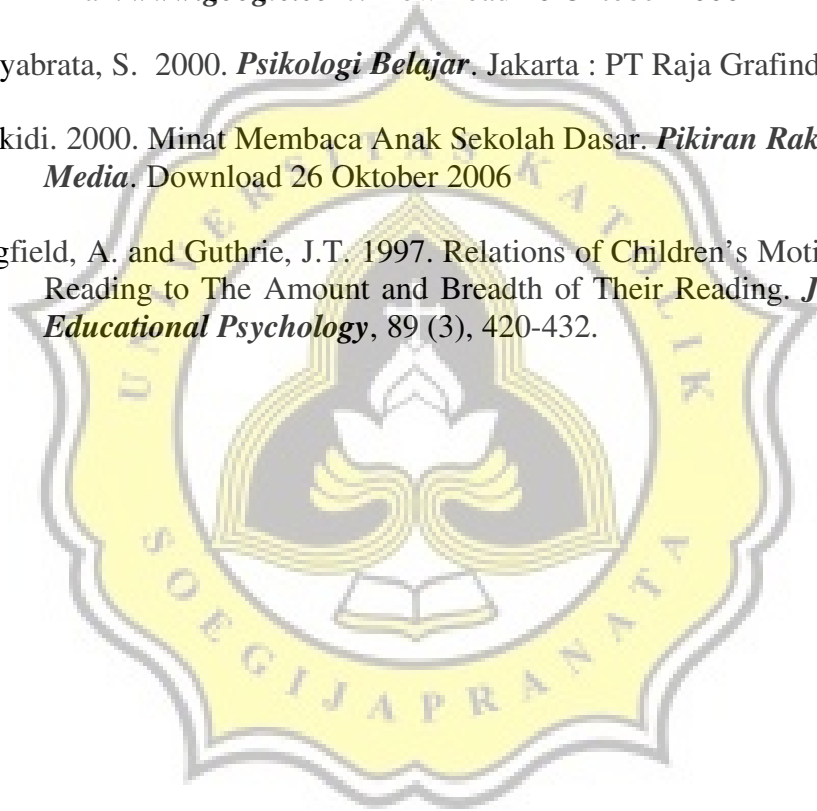 yabrata, S. 2000. Psikologi Belajar. Jakarta : PT Raja Grafind
kidi. 2000. Minat Membaca Anak Sekolah Dasar. Pikiran Rak
Media. Download 26 Oktober 2006
gfield, A. and Guthrie, J.T. 1997. Relations of Children's Moti
Reading to The Amount and Breadth of Their Reading. J
Educational Psychology, 89 (3), 420-432.
UNIVERSITAS KATOLIK
SOEGIJAPRANATA